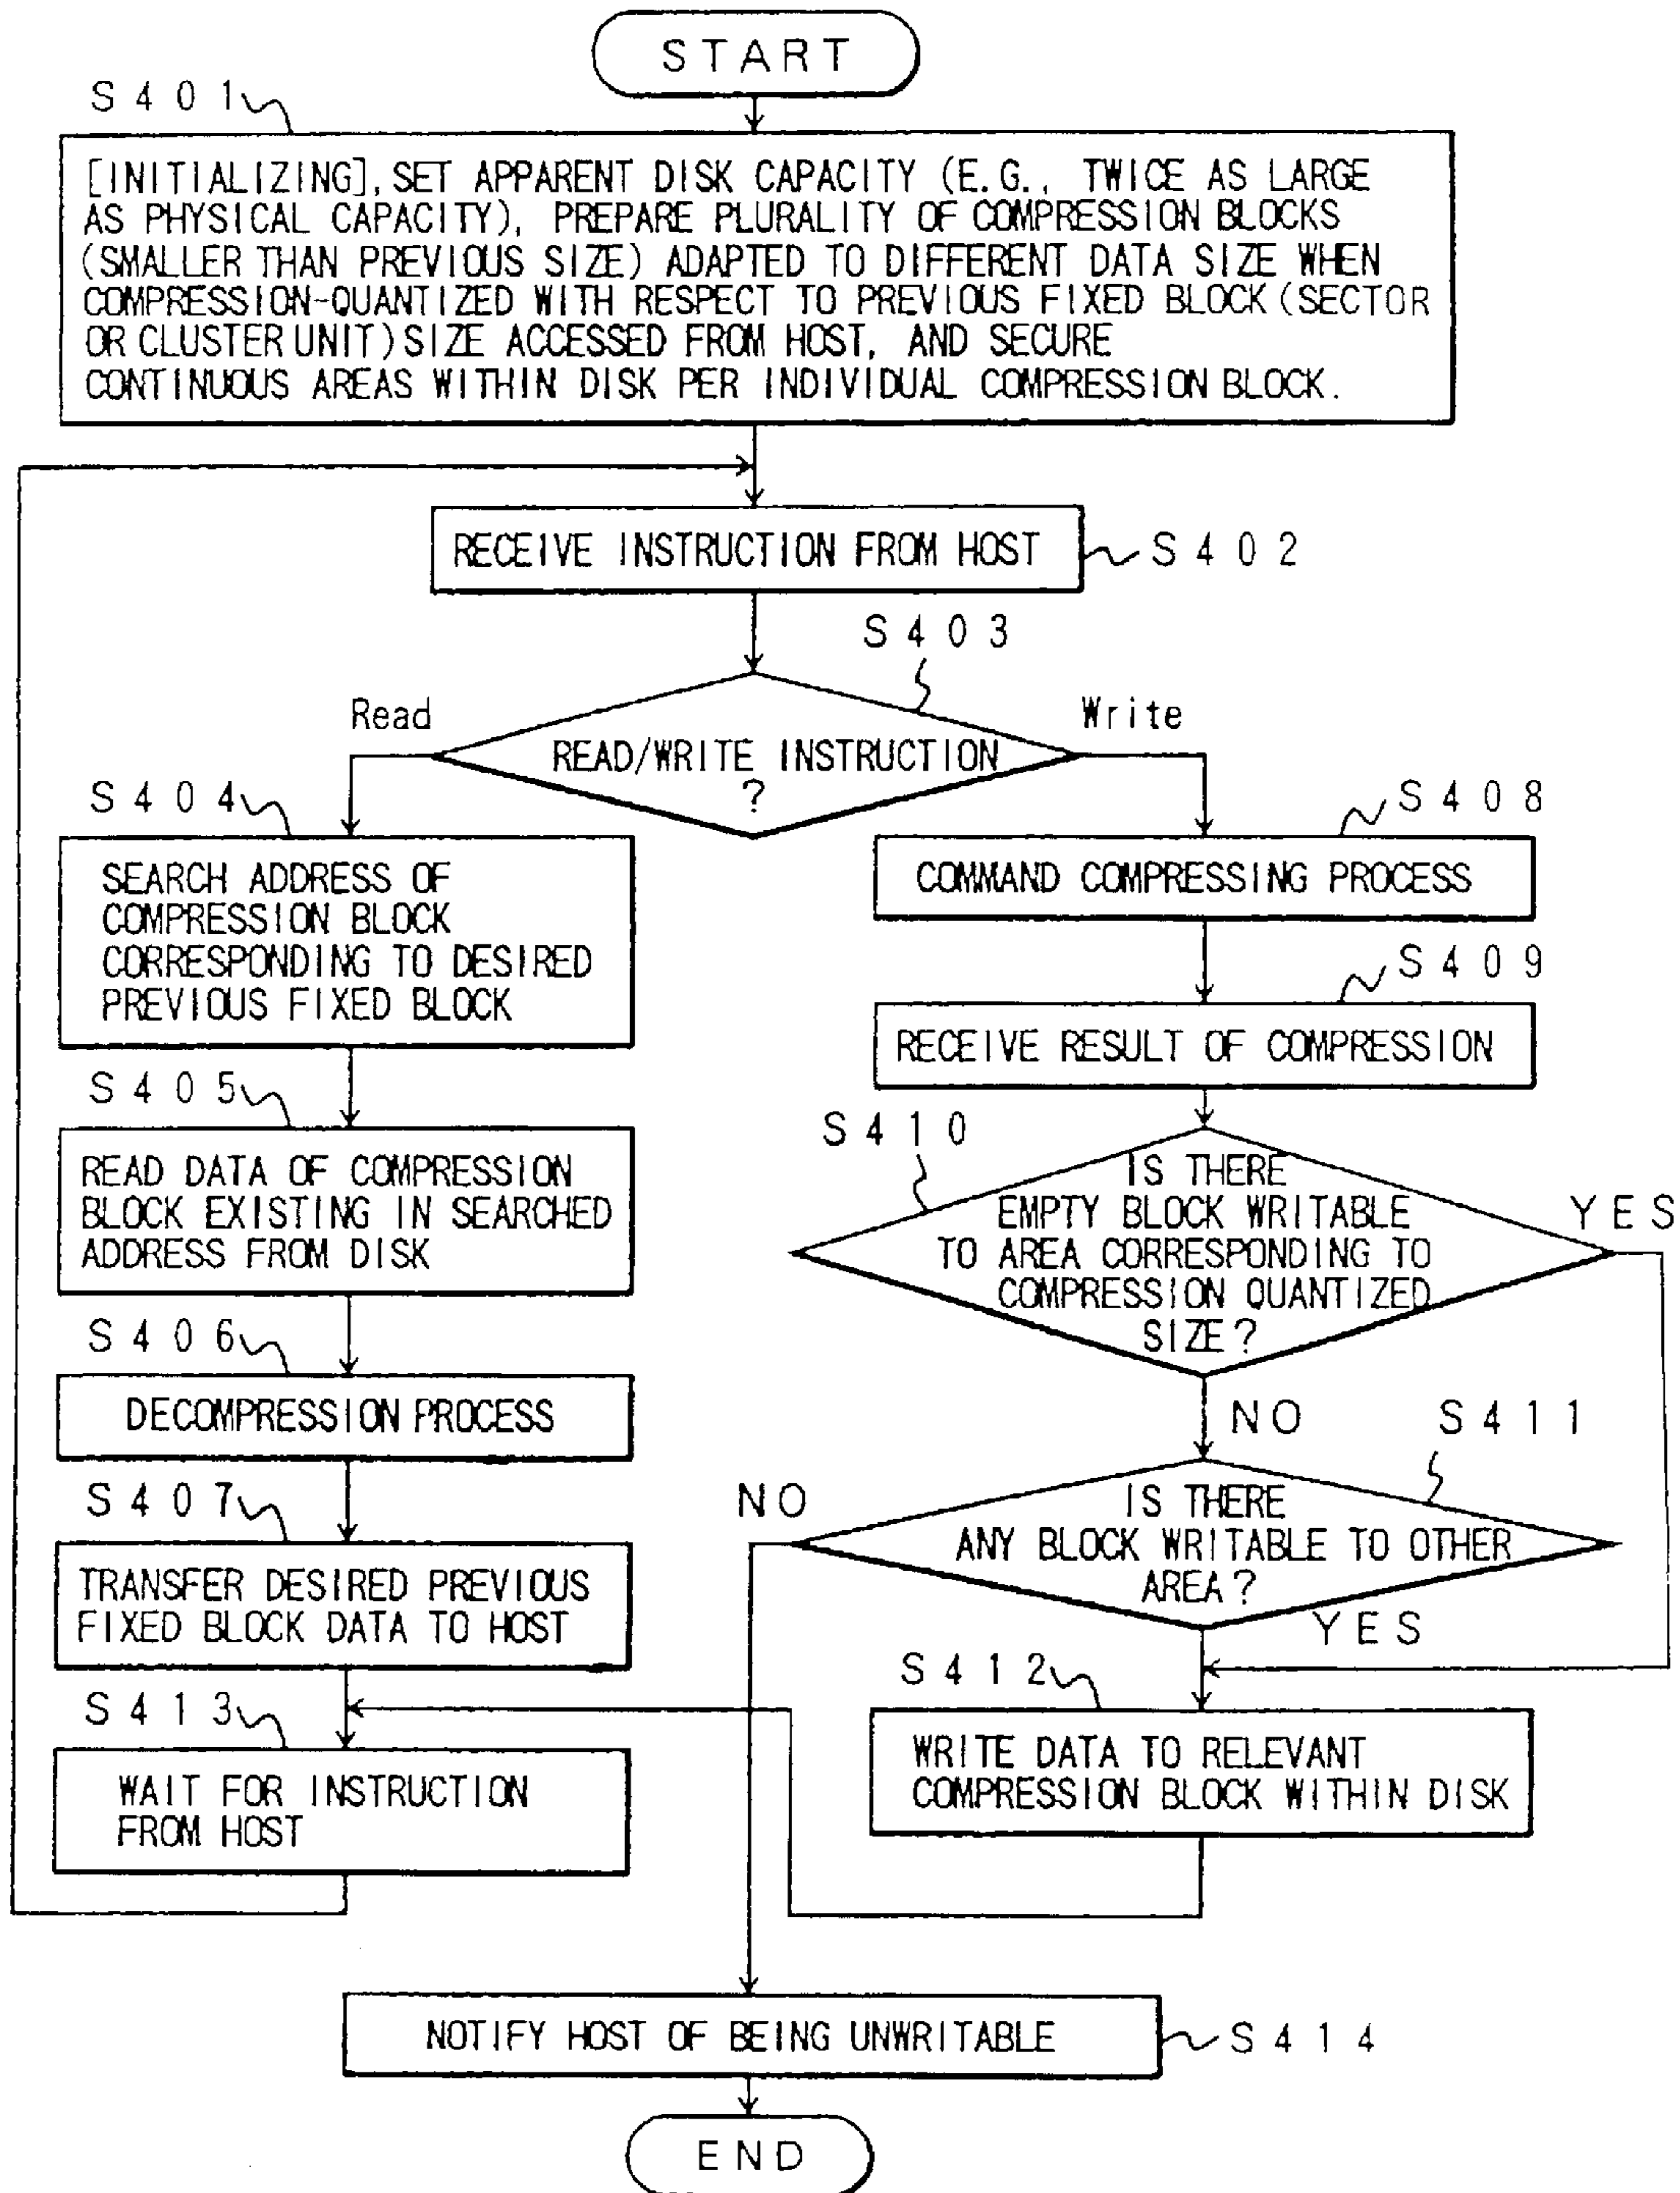 START
S401
[INITIALIZING], SET APPARENT DISK CAPACITY (E.G., TWICE AS LARGE
AS PHYSICAL CAPACITY), PREPARE PLURALITY OF COMPRESSION BLOCKS
(SMALLER THAN PREVIOUS SIZE) ADAPTED TO DIFFERENT DATA SIZE WHEN
COMPRESSION-QUANTIZED WITH RESPECT TO PREVIOUS FIXED BLOCK (SECTOR
OR CLUSTER UNIT) SIZE ACCESSED FROM HOST, AND SECURE
CONTINUOUS AREAS WITHIN DISK PER INDIVIDUAL COMPRESSION BLOCK.
RECEIVE INSTRUCTION FROM HOST
S402
S403
Read
Write
READ/WRITE INSTRUCTION
?
S404
SEARCH ADDRESS OF
COMPRESSION BLOCK
CORRESPONDING TO DESIRED
PREVIOUS FIXED BLOCK
S405
READ DATA OF COMPRESSION
BLOCK EXISTING IN SEARCHED
ADDRESS FROM DISK
S406
DECOMPRESSION PROCESS
S407
TRANSFER DESIRED PREVIOUS
FIXED BLOCK DATA TO HOST
S413
WAIT FOR INSTRUCTION
FROM HOST
S408
COMMAND COMPRESSING PROCESS
S409
RECEIVE RESULT OF COMPRESSION
S410
IS THERE
EMPTY BLOCK WRITABLE
TO AREA CORRESPONDING TO
COMPRESSION QUANTIZED
SIZE?
YES
NO
S411
NO
IS THERE
ANY BLOCK WRITABLE TO OTHER
AREA?
YES
S412
WRITE DATA TO RELEVANT
COMPRESSION BLOCK WITHIN DISK
NOTIFY HOST OF BEING UNWRITABLE
S414
END